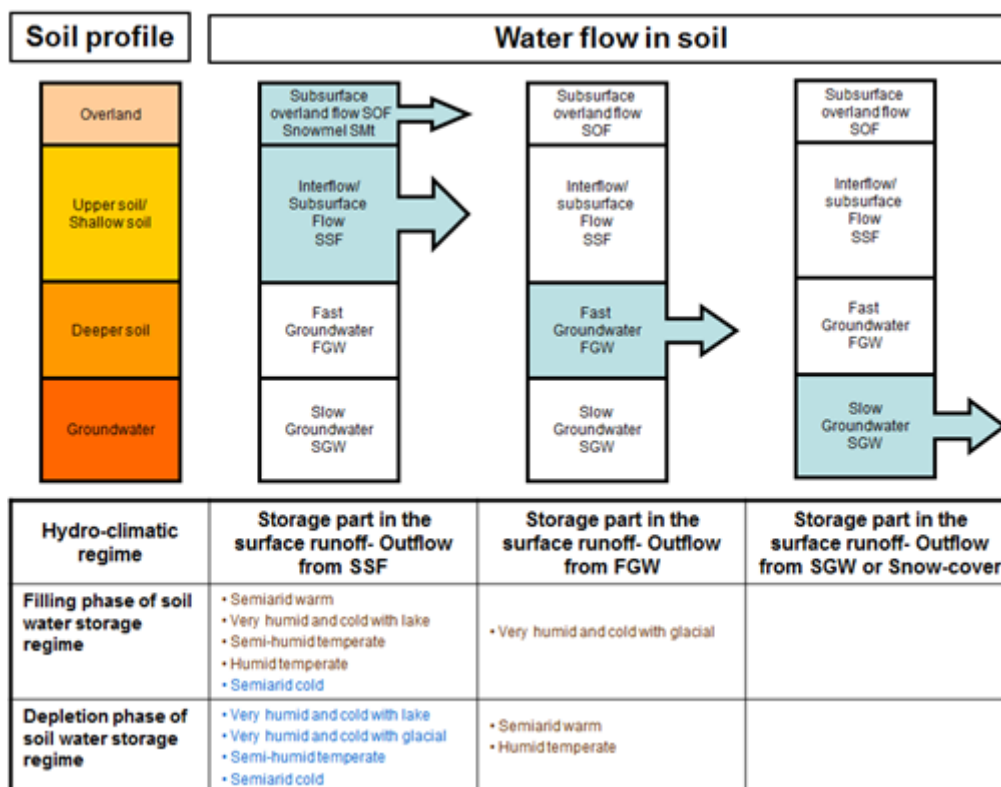 Soil profile
Water flow in soil
Overland
Upper soil/
Shallow soil
Deeper soil
Groundwater
Subsurface
overland flow SOF
Snowmel SMt
Interflow/
Subsurface
Flow
SSF
Fast
Groundwater
FGW
Slow
Groundwater
SGW
Subsurface
overland flow
SOF
Interflow/
subsurface
Flow
SSF
Fast
Groundwater
FGW
Slow
Groundwater
SGW
Subsurface
overland flow
SOF
Interflow/
subsurface
Flow
SSF
Fast
Groundwater
FGW
Slow
Groundwater
SGW
Hydro-climatic
regime
Storage part in the
surface runoff- Outflow
from SSF
Storage part in the
surface runoff- Outflow
from FGW
Storage part in the
surface runoff- Outflow
from SGW or Snow-cover
Filling phase of soil
water storage
regime
• Semiarid warm
• Very humid and cold with lake
• Semi-humid temperate
• Humid temperate
• Semiarid cold
• Very humid and cold with glacial
Depletion phase of
soil water storage
regime
• Very humid and cold with lake
• Very humid and cold with glacial
• Semi-humid temperate
• Semiarid cold
• Semiarid warm
• Humid temperate